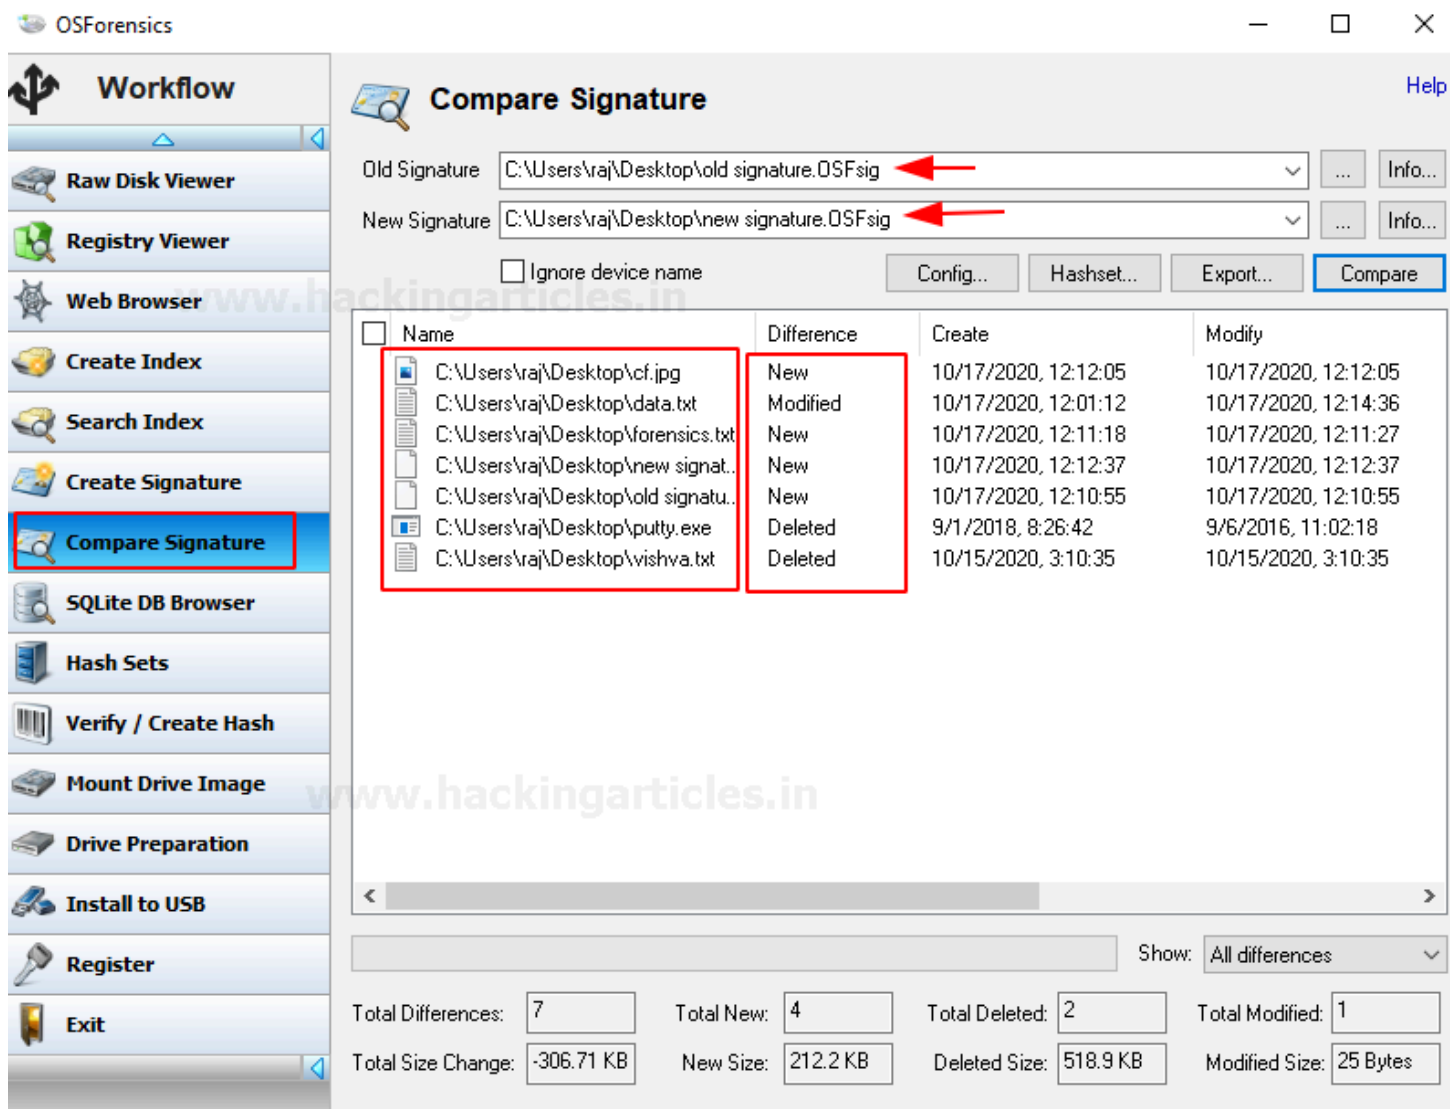 OSForensics
Workflow
Raw Disk Viewer
Registry Viewer
Web Browser
Create Index
Search Index
Create Signature
Compare Signature
SQLite DB Browser
Hash Sets
Verify / Create Hash
Mount Drive Image
Drive Preparation
Install to USB
Register
Exit
Compare Signature
Help
Old Signature C:\Users\raj\Desktop\old signature.OSFsig ... Info...
New Signature C:\Users\raj\Desktop\new signature.OSFsig ... Info...
Ignore device name Config... Hashset... Export... Compare
www.hackingarticles.in
Name Difference Create Modify
C:\Users\raj\Desktop\cf.jpg New 10/17/2020, 12:12:05 10/17/2020, 12:12:05
C:\Users\raj\Desktop\data.txt Modified 10/17/2020, 12:01:12 10/17/2020, 12:14:36
C:\Users\raj\Desktop\forensics.txt New 10/17/2020, 12:11:18 10/17/2020, 12:11:27
C:\Users\raj\Desktop\new signat... New 10/17/2020, 12:12:37 10/17/2020, 12:12:37
C:\Users\raj\Desktop\old signatu... New 10/17/2020, 12:10:55 10/17/2020, 12:10:55
C:\Users\raj\Desktop\putty.exe Deleted 9/1/2018, 8:26:42 9/6/2016, 11:02:18
C:\Users\raj\Desktop\vishva.txt Deleted 10/15/2020, 3:10:35 10/15/2020, 3:10:35
www.hackingarticles.in
Show: All differences
Total Differences: 7 Total New: 4 Total Deleted: 2 Total Modified: 1
Total Size Change: -306.71 KB New Size: 212.2 KB Deleted Size: 518.9 KB Modified Size: 25 Bytes